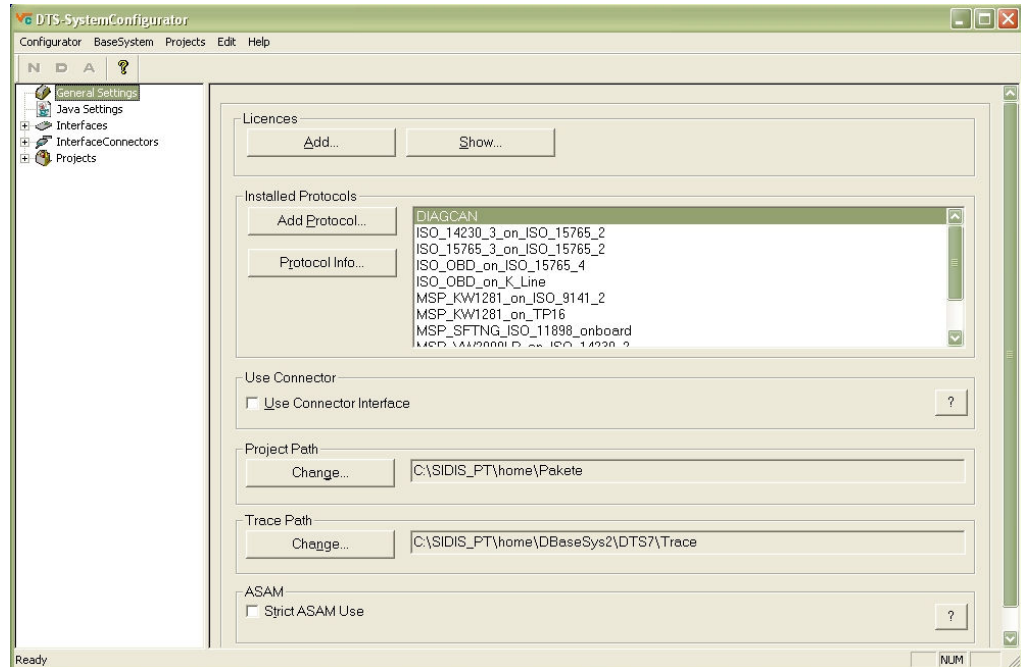 DTS-SystemConfigurator
Configurator BaseSystem Projects Edit Help
N D A ?
General Settings
Java Settings
Interfaces
InterfaceConnectors
Projects
Licences
Add... Show...
Installed Protocols
Add Protocol...
Protocol Info...
DIAGCAN
ISO_14230_3_on_ISO_15765_2
ISO_15765_3_on_ISO_15765_2
ISO_OBD_on_ISO_15765_4
ISO_OBD_on_K_Line
MSP_KW1281_on_ISO_9141_2
MSP_KW1281_on_TP16
MSP_SFTNG_ISO_11898_onboard
Use Connector
Use Connector Interface ?
Project Path
Change... C:\SIDIS_PT\home\Pakete
Trace Path
Change... C:\SIDIS_PT\home\DBaseSys2\DTS7\Trace
ASAM
Strict ASAM Use ?
Ready NUM